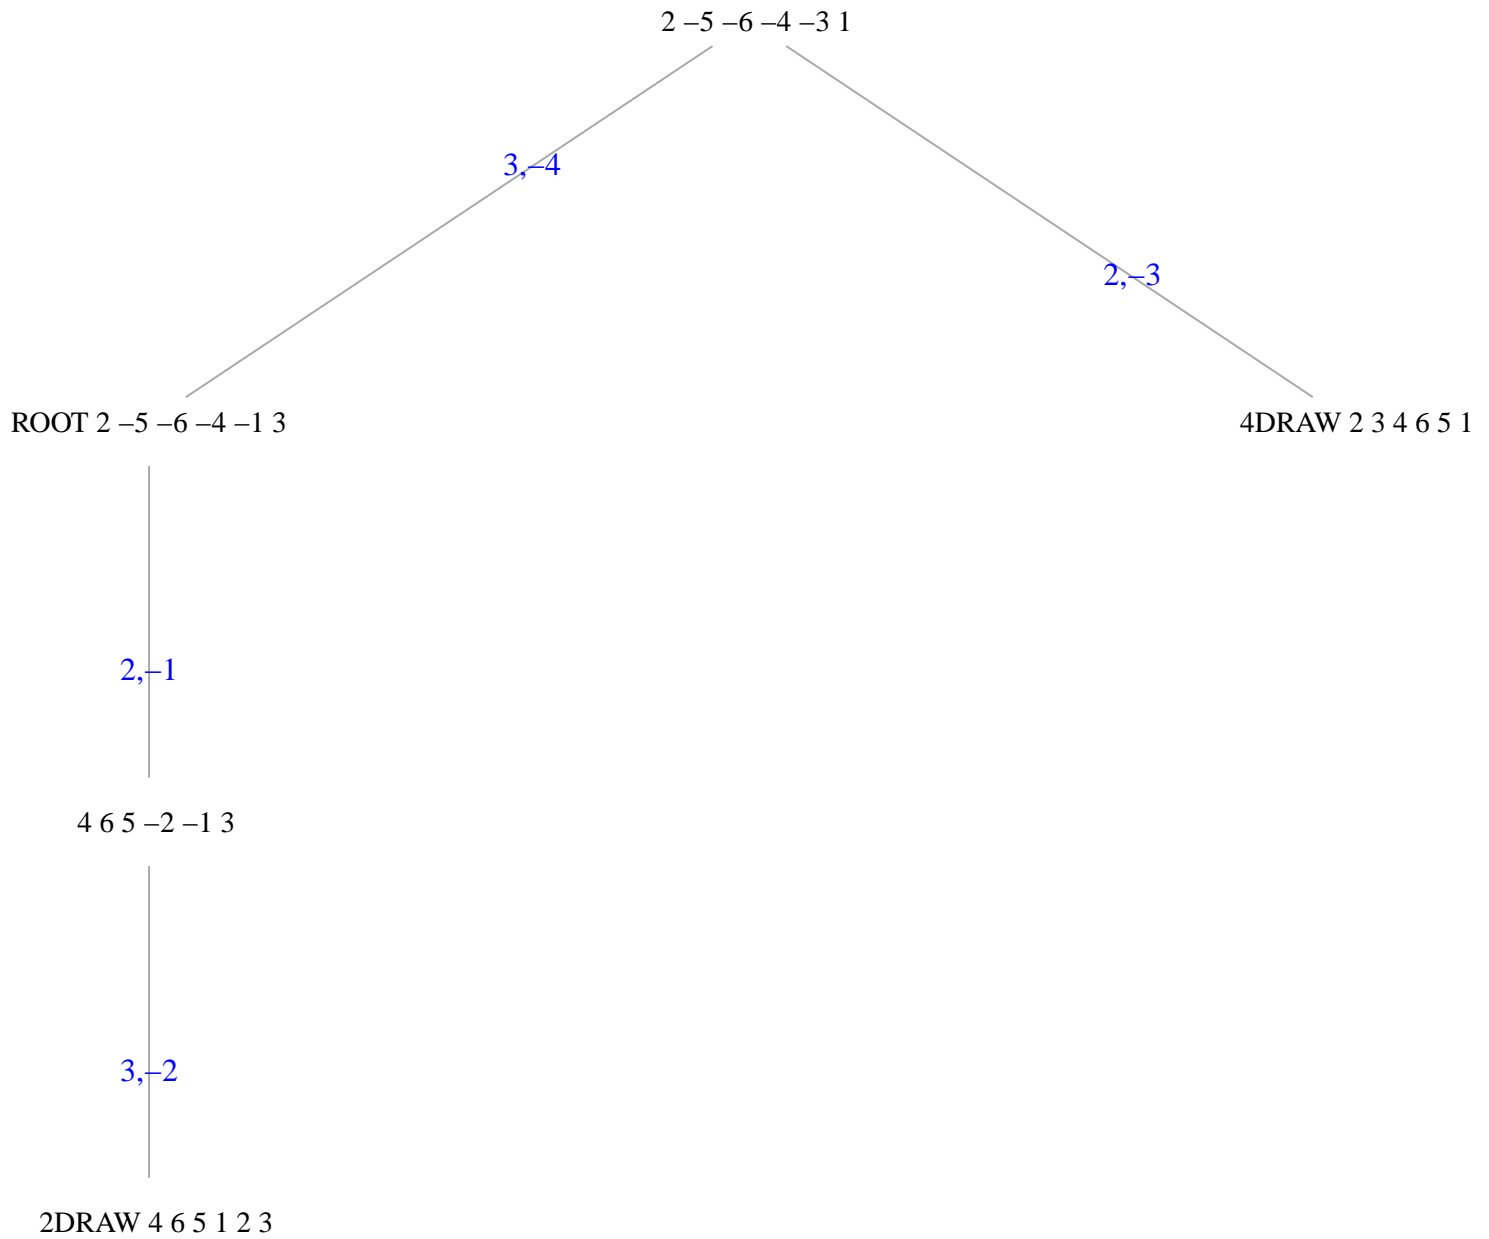 2 –5 –6 –4 –3 1
3,–4
2,–3
ROOT 2 –5 –6 –4 –1 3
4DRAW 2 3 4 6 5 1
2,–1
4 6 5 –2 –1 3
3,–2
2DRAW 4 6 5 1 2 3